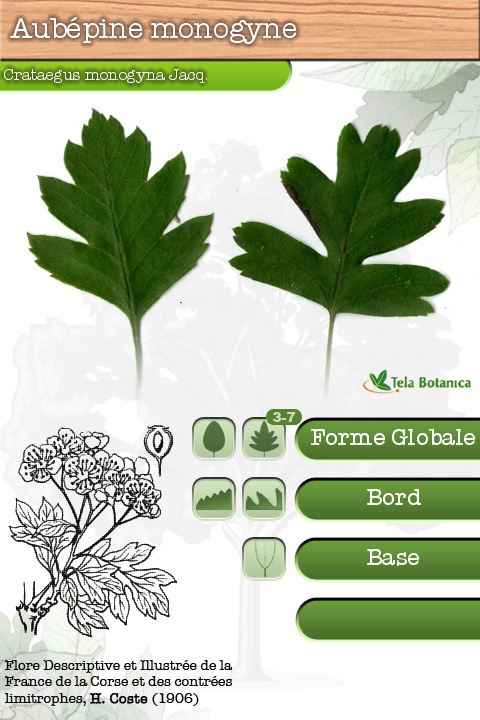 Aubépine monogyne
Crataegus monogyna Jacq.
Tela Botanica
3-7
Forme Globale
Bord
Base
Flore Descriptive et Illustrée de la
France de la Corse et des contrées
limitrophes, H. Coste (1906)